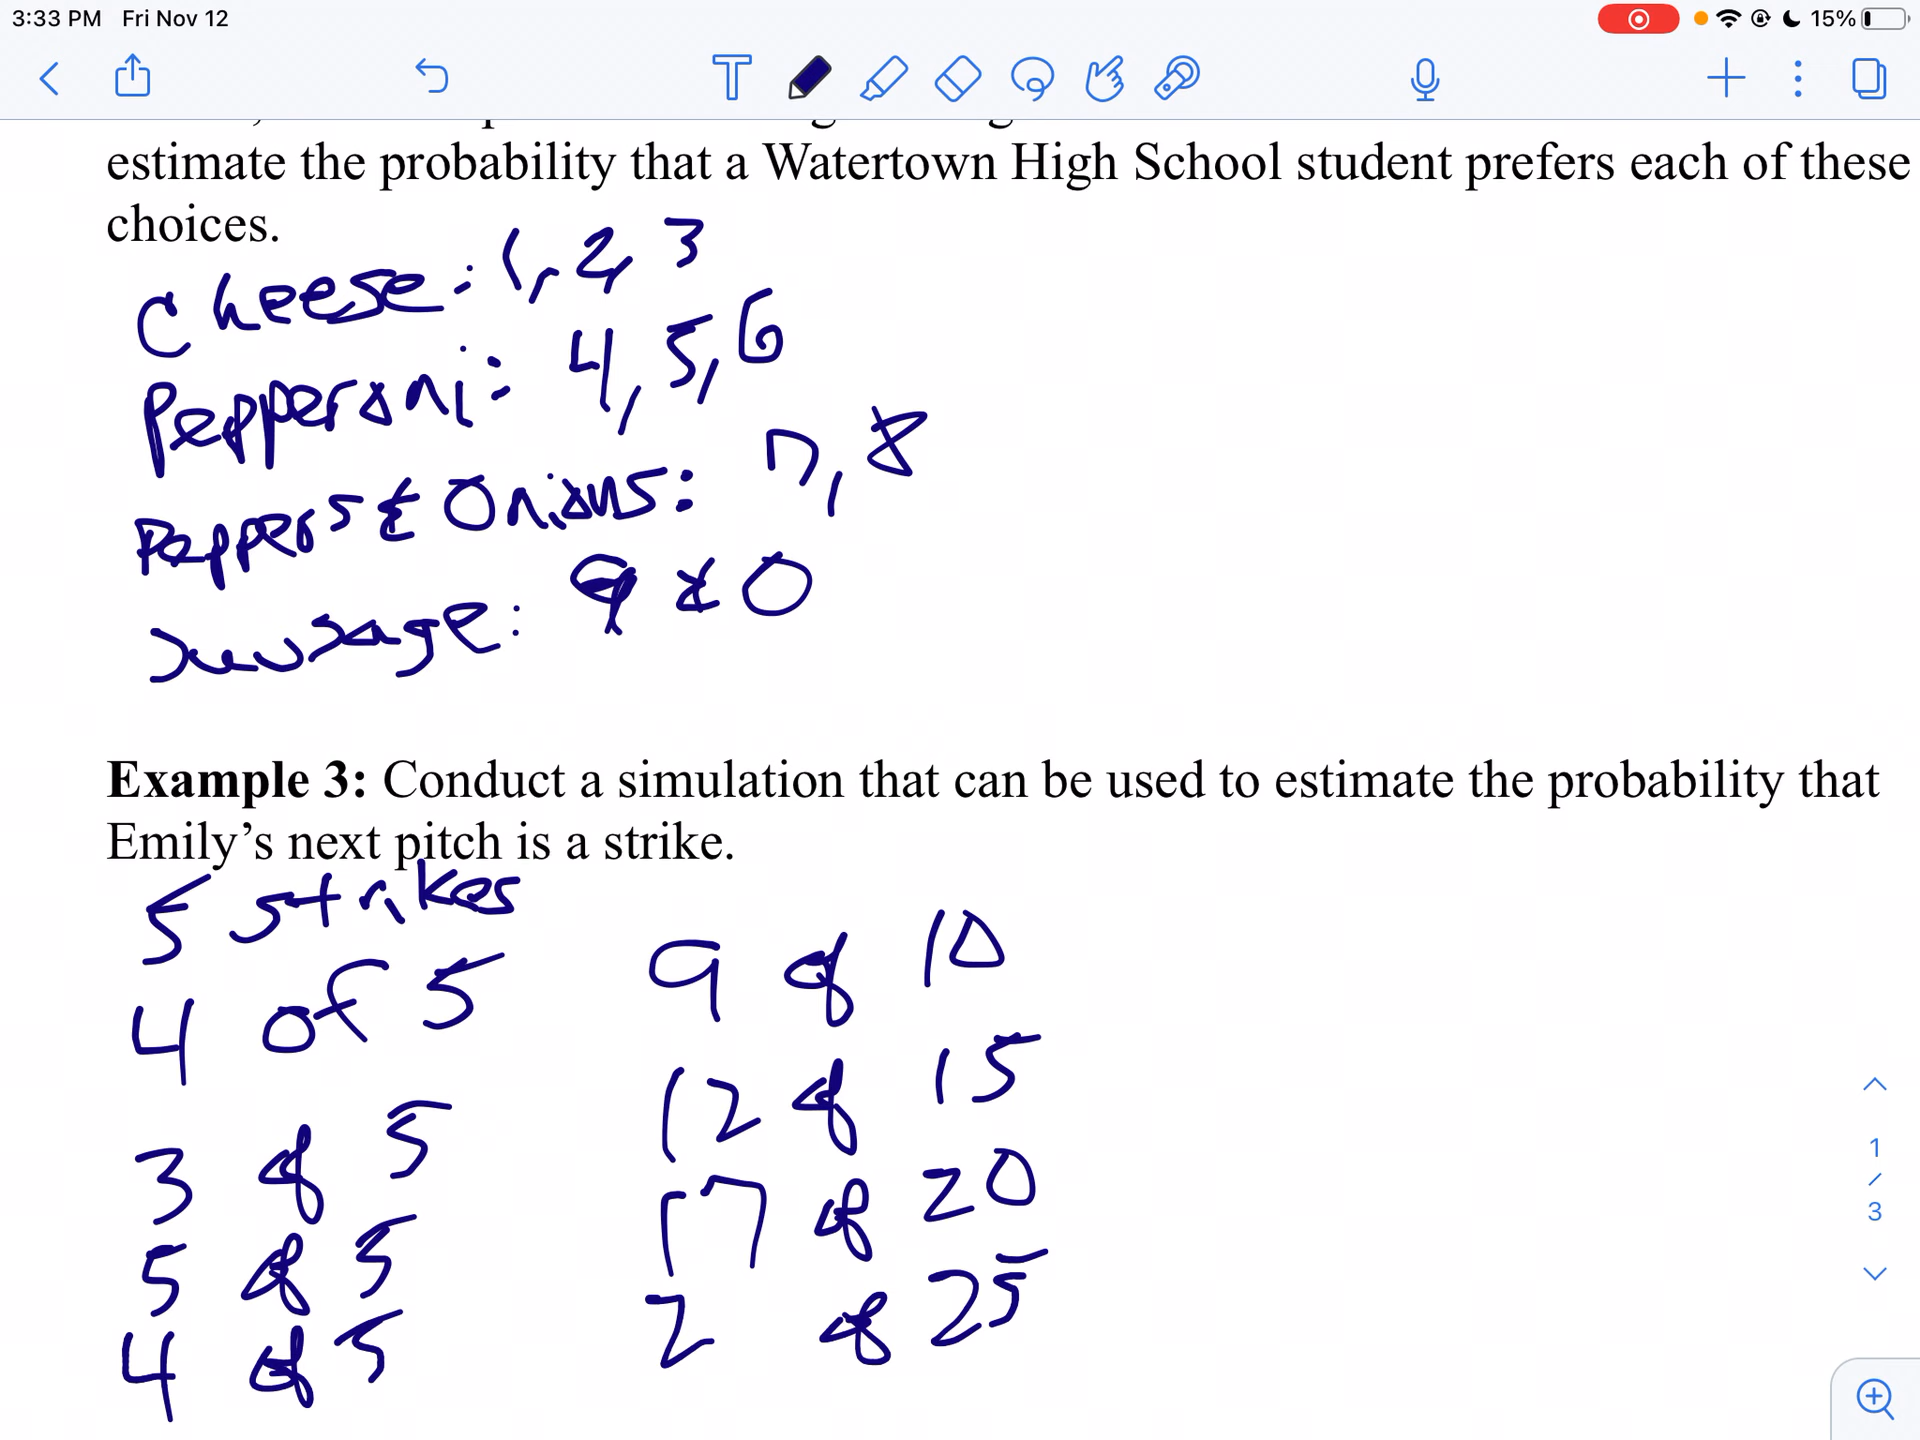 3:33 PM Fri Nov 12
15%
T
estimate the probability that a Watertown High School student prefers each of these
choices.
Cheese: 1, 2, 3
Pepperoni: 4, 5, 6
Peppers & Onions: 7, 8
Sausage: 9 & 0
Example 3: Conduct a simulation that can be used to estimate the probability that
Emily’s next pitch is a strike.
5 strikes
4 of 5
3 of 5
5 of 5
4 of 5
9 of 10
12 of 15
17 of 20
2 of 25
1
/
3